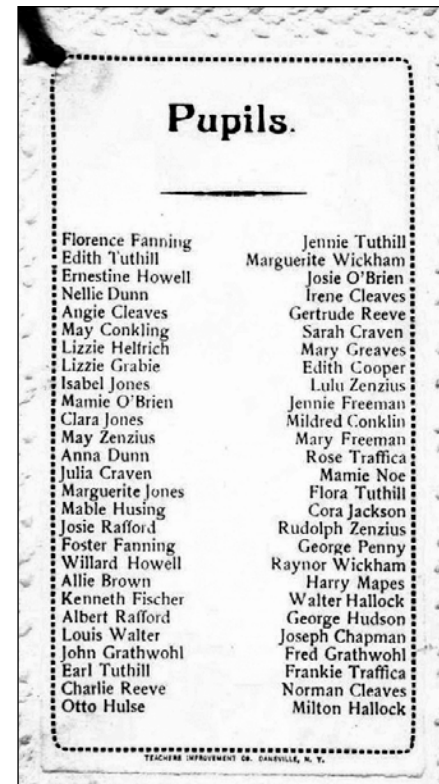 Pupils.
Florence Fanning
Edith Tuthill
Ernestine Howell
Nellie Dunn
Angie Cleaves
May Conkling
Lizzie Helfrich
Lizzie Grabie
Isabel Jones
Mamie O'Brien
Clara Jones
May Zenzius
Anna Dunn
Julia Craven
Marguerite Jones
Mable Husing
Josie Rafford
Foster Fanning
Willard Howell
Allie Brown
Kenneth Fischer
Albert Rafford
Louis Walter
John Grathwohl
Earl Tuthill
Charlie Reeve
Otto Hulse
Jennie Tuthill
Marguerite Wickham
Josie O'Brien
Irene Cleaves
Gertrude Reeve
Sarah Craven
Mary Greaves
Edith Cooper
Lulu Zenzius
Jennie Freeman
Mildred Conklin
Mary Freeman
Rose Traffica
Mamie Noe
Flora Tuthill
Cora Jackson
Rudolph Zenzius
George Penny
Raynor Wickham
Harry Mapes
Walter Hallock
George Hudson
Joseph Chapman
Fred Grathwohl
Frankie Traffica
Norman Cleaves
Milton Hallock
TEACHERS IMPROVEMENT CO. DANSVILLE, N. Y.